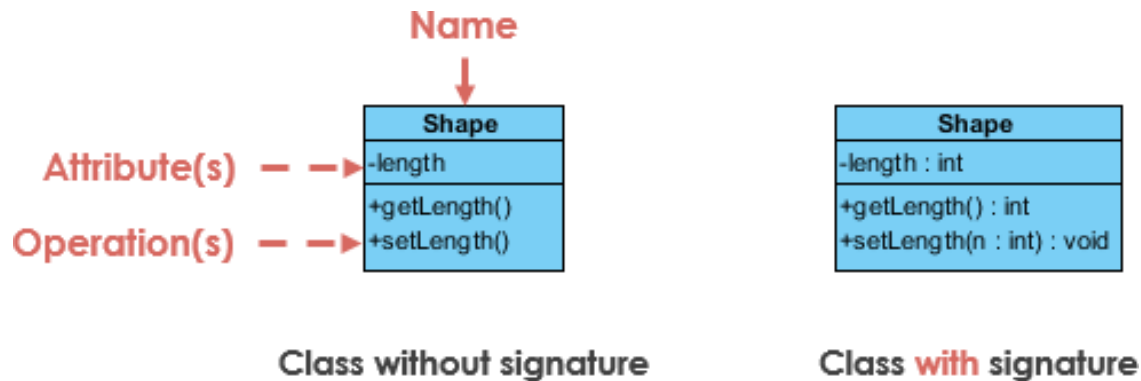 Name
Shape
Attribute(s)
-length
+getLength()
Operation(s)
+setLength()
Class without signature
Shape
-length : int
+getLength() : int
+setLength(n : int) : void
Class with signature